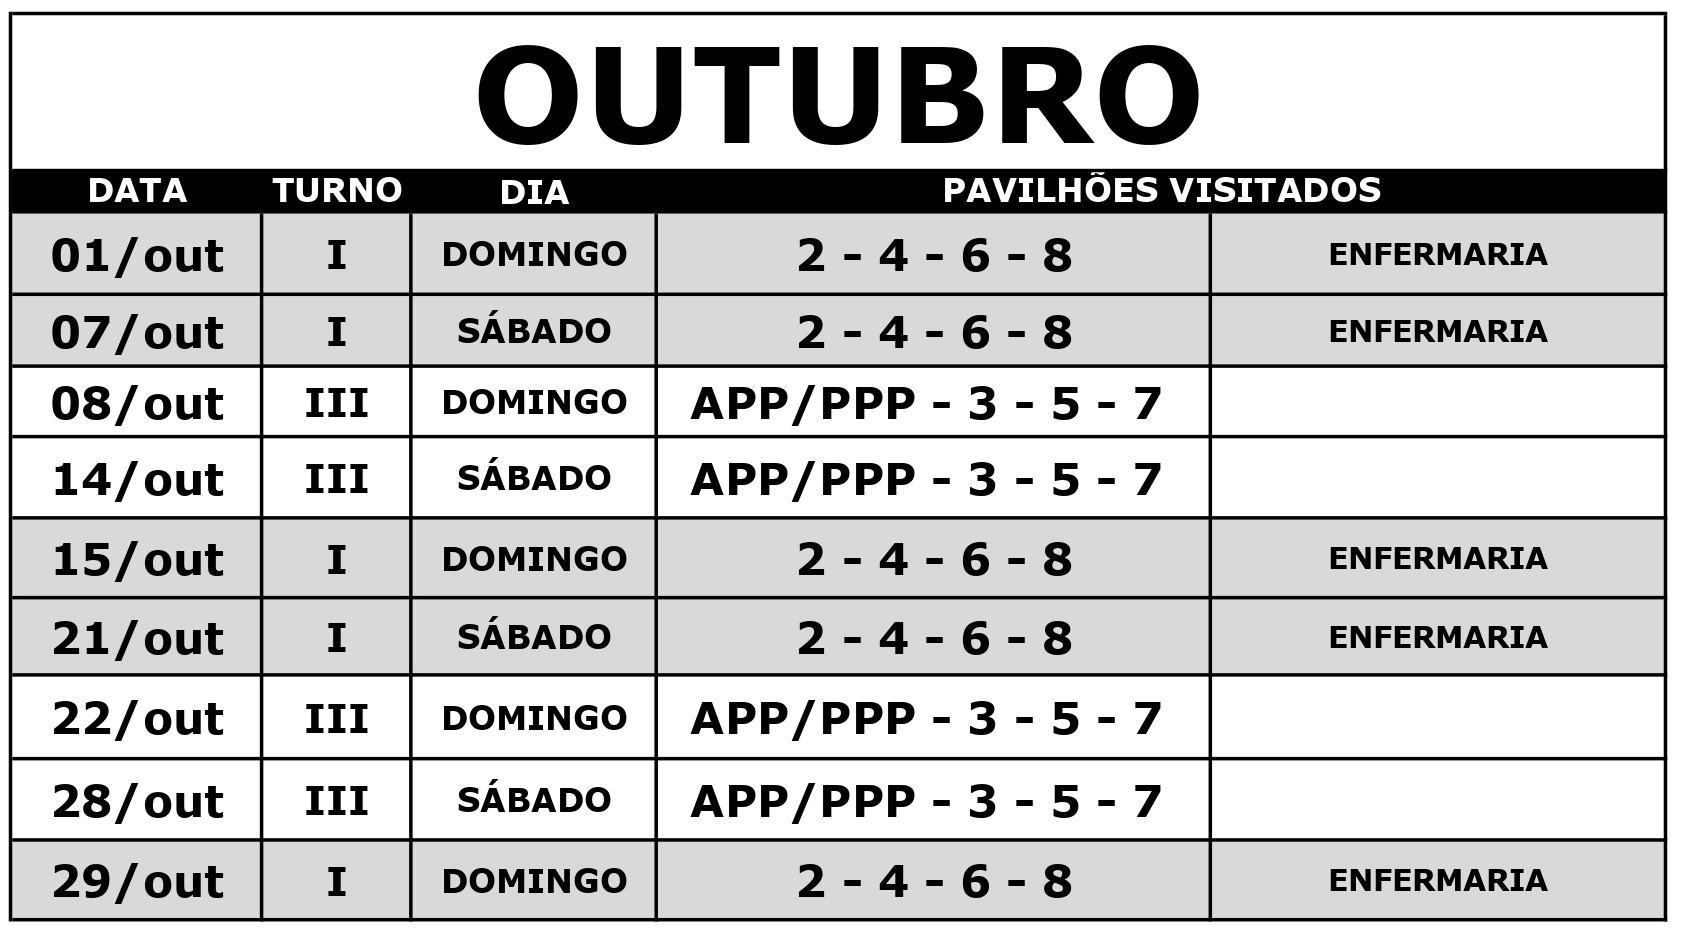 OUTUBRO
DATA TURNO DIA PAVILHÕES VISITADOS
01/out I DOMINGO 2 – 4 – 6 – 8 ENFERMARIA
07/out I SÁBADO 2 – 4 – 6 – 8 ENFERMARIA
08/out III DOMINGO APP/PPP – 3 – 5 – 7
14/out III SÁBADO APP/PPP – 3 – 5 – 7
15/out I DOMINGO 2 – 4 – 6 – 8 ENFERMARIA
21/out I SÁBADO 2 – 4 – 6 – 8 ENFERMARIA
22/out III DOMINGO APP/PPP – 3 – 5 – 7
28/out III SÁBADO APP/PPP – 3 – 5 – 7
29/out I DOMINGO 2 – 4 – 6 – 8 ENFERMARIA